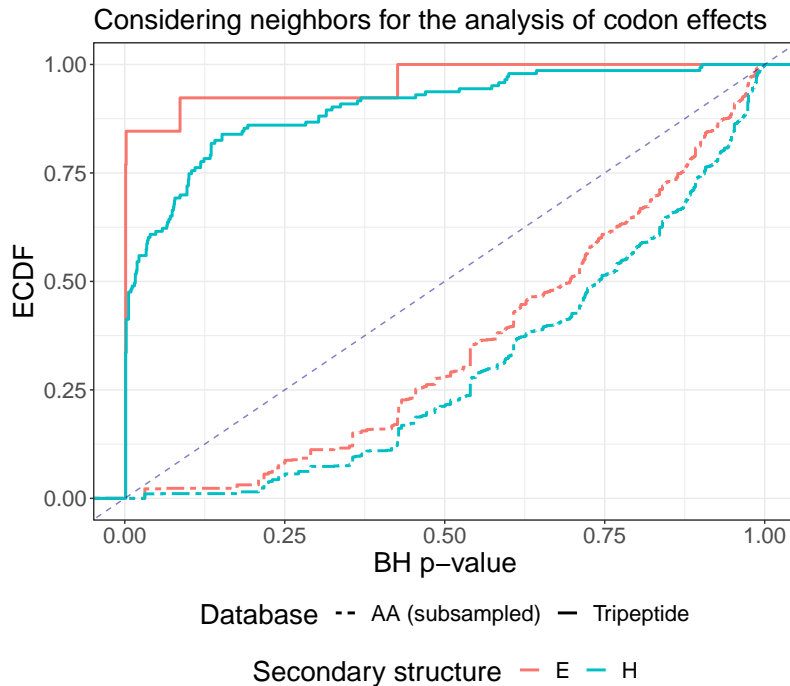 Considering neighbors for the analysis of codon effects
1.00
0.75
0.50
0.25
0.00
ECDF
0.00 0.25 0.50 0.75 1.00
BH p−value
Database AA (subsampled) Tripeptide
Secondary structure E H